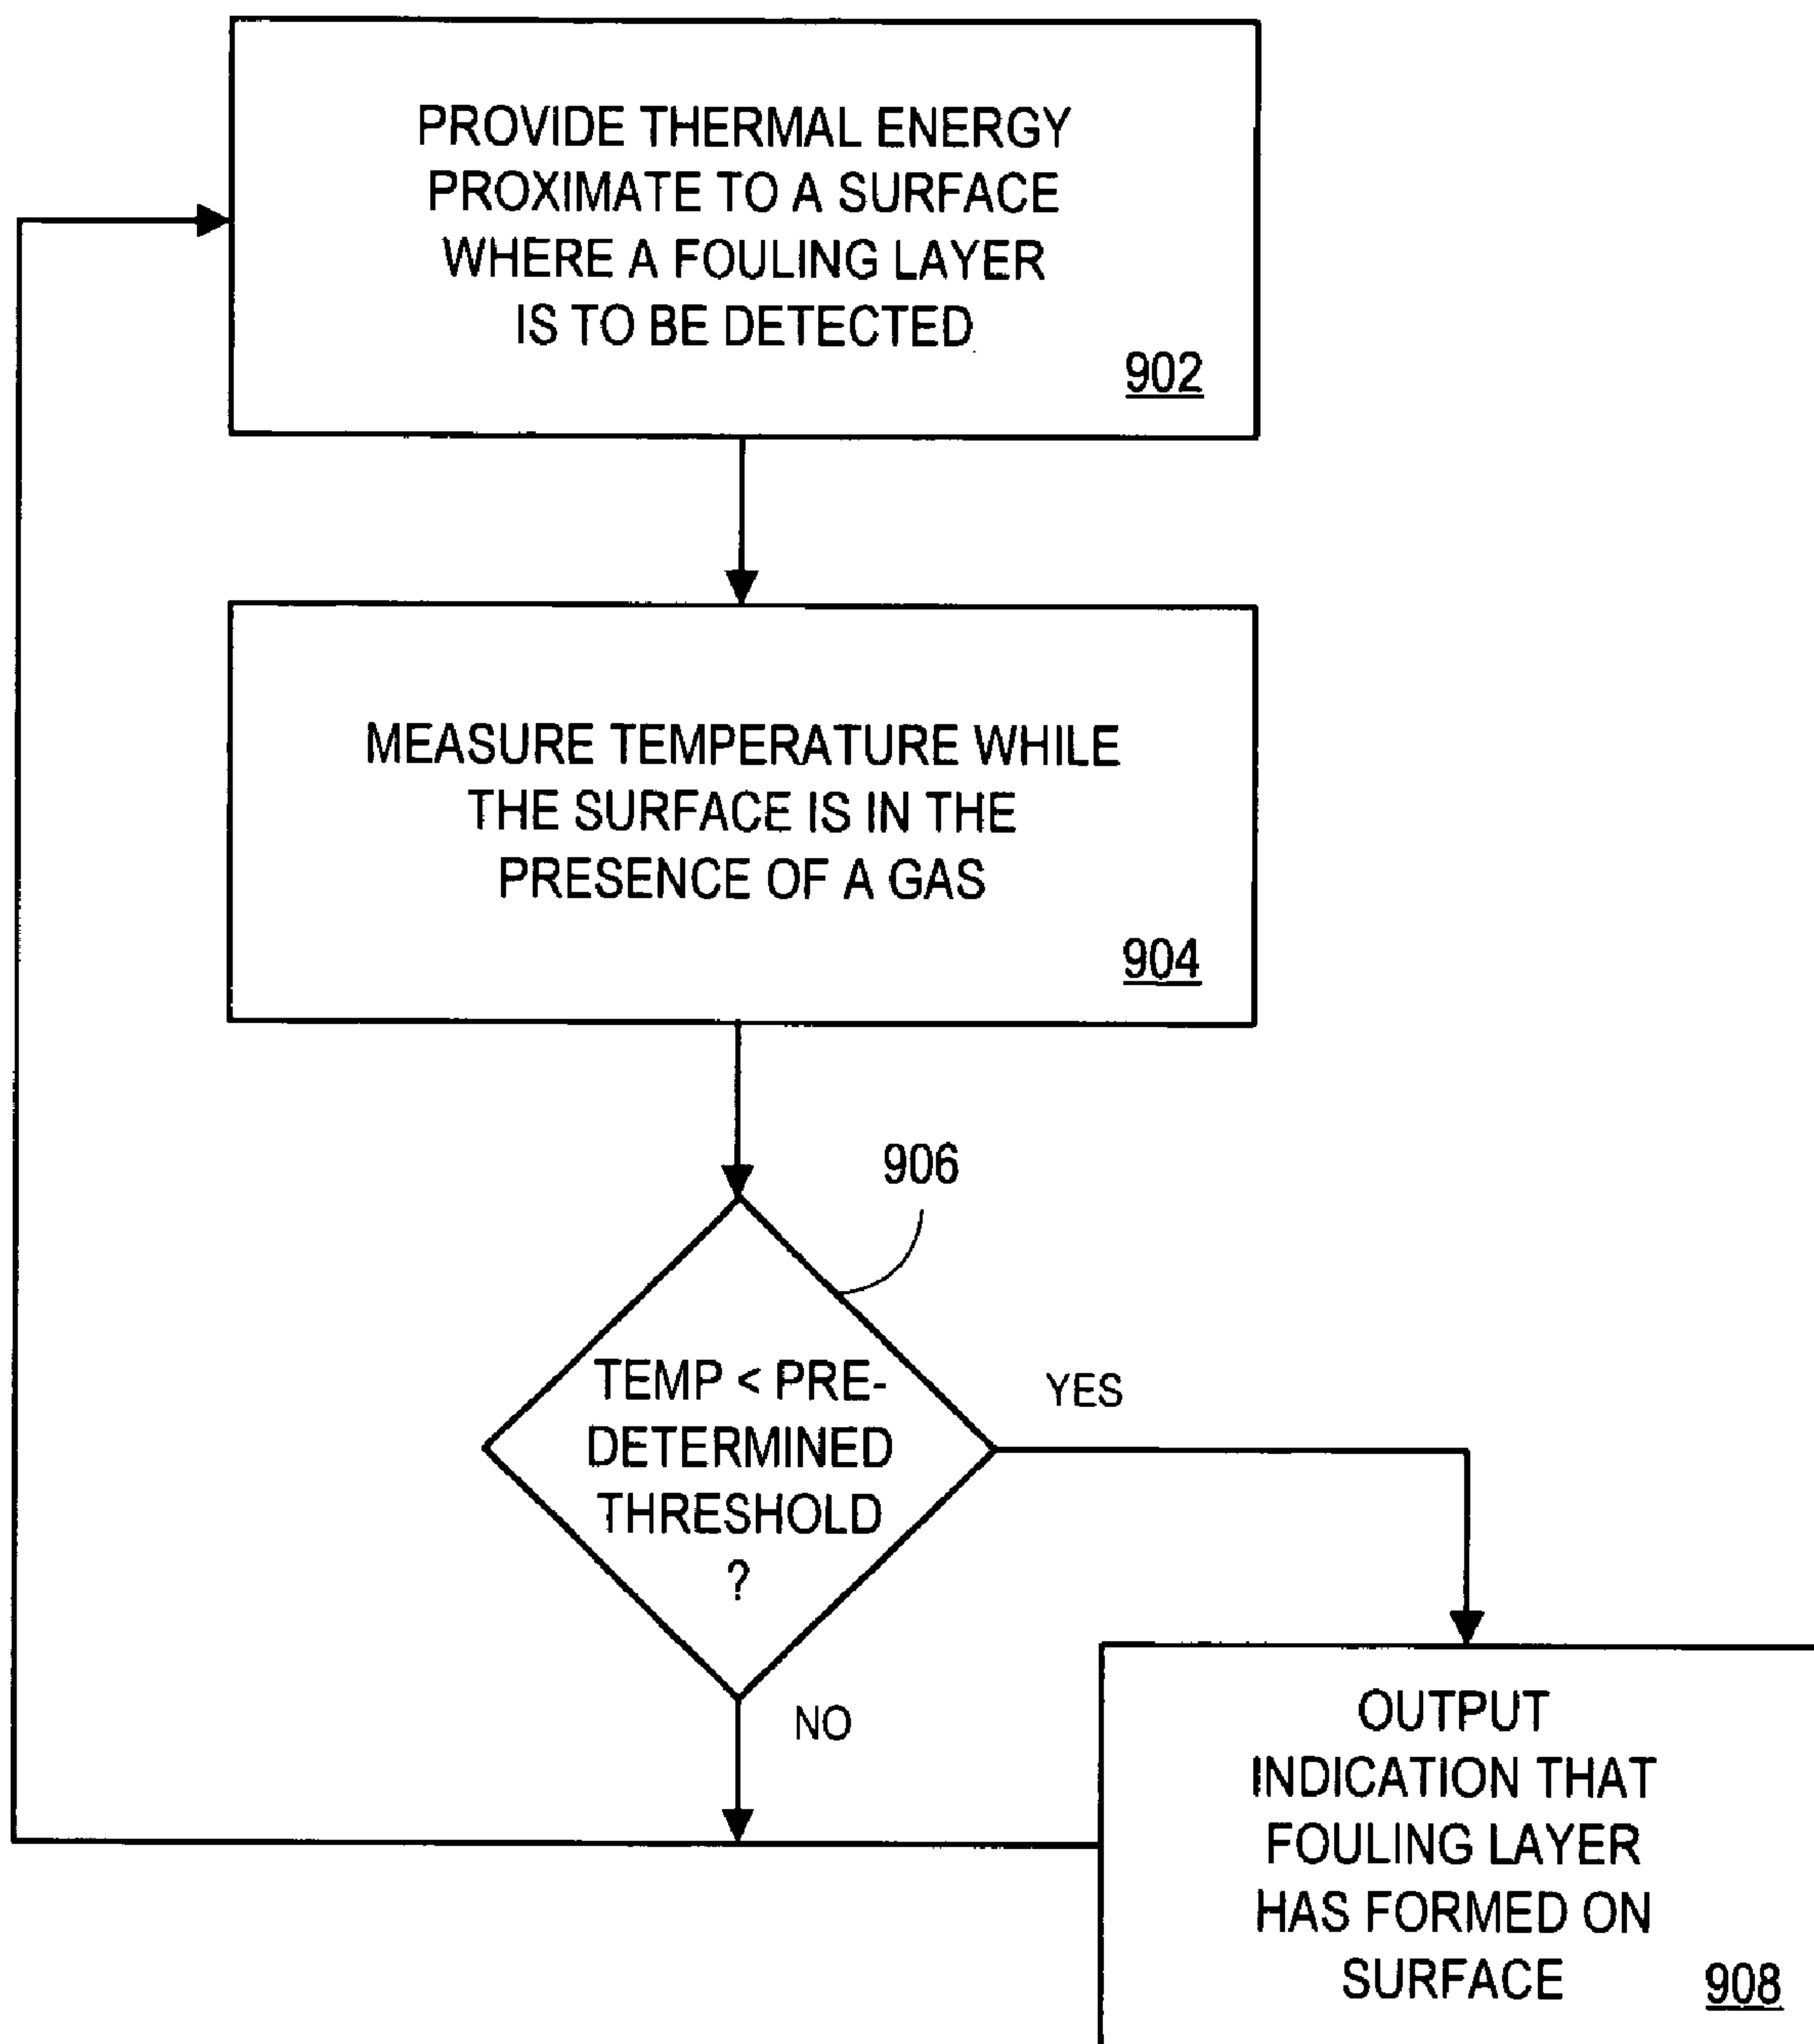 PROVIDE THERMAL ENERGY
PROXIMATE TO A SURFACE
WHERE A FOULING LAYER
IS TO BE DETECTED
902
MEASURE TEMPERATURE WHILE
THE SURFACE IS IN THE
PRESENCE OF A GAS
904
906
TEMP < PRE-
DETERMINED
THRESHOLD
?
YES
NO
OUTPUT
INDICATION THAT
FOULING LAYER
HAS FORMED ON
SURFACE
908